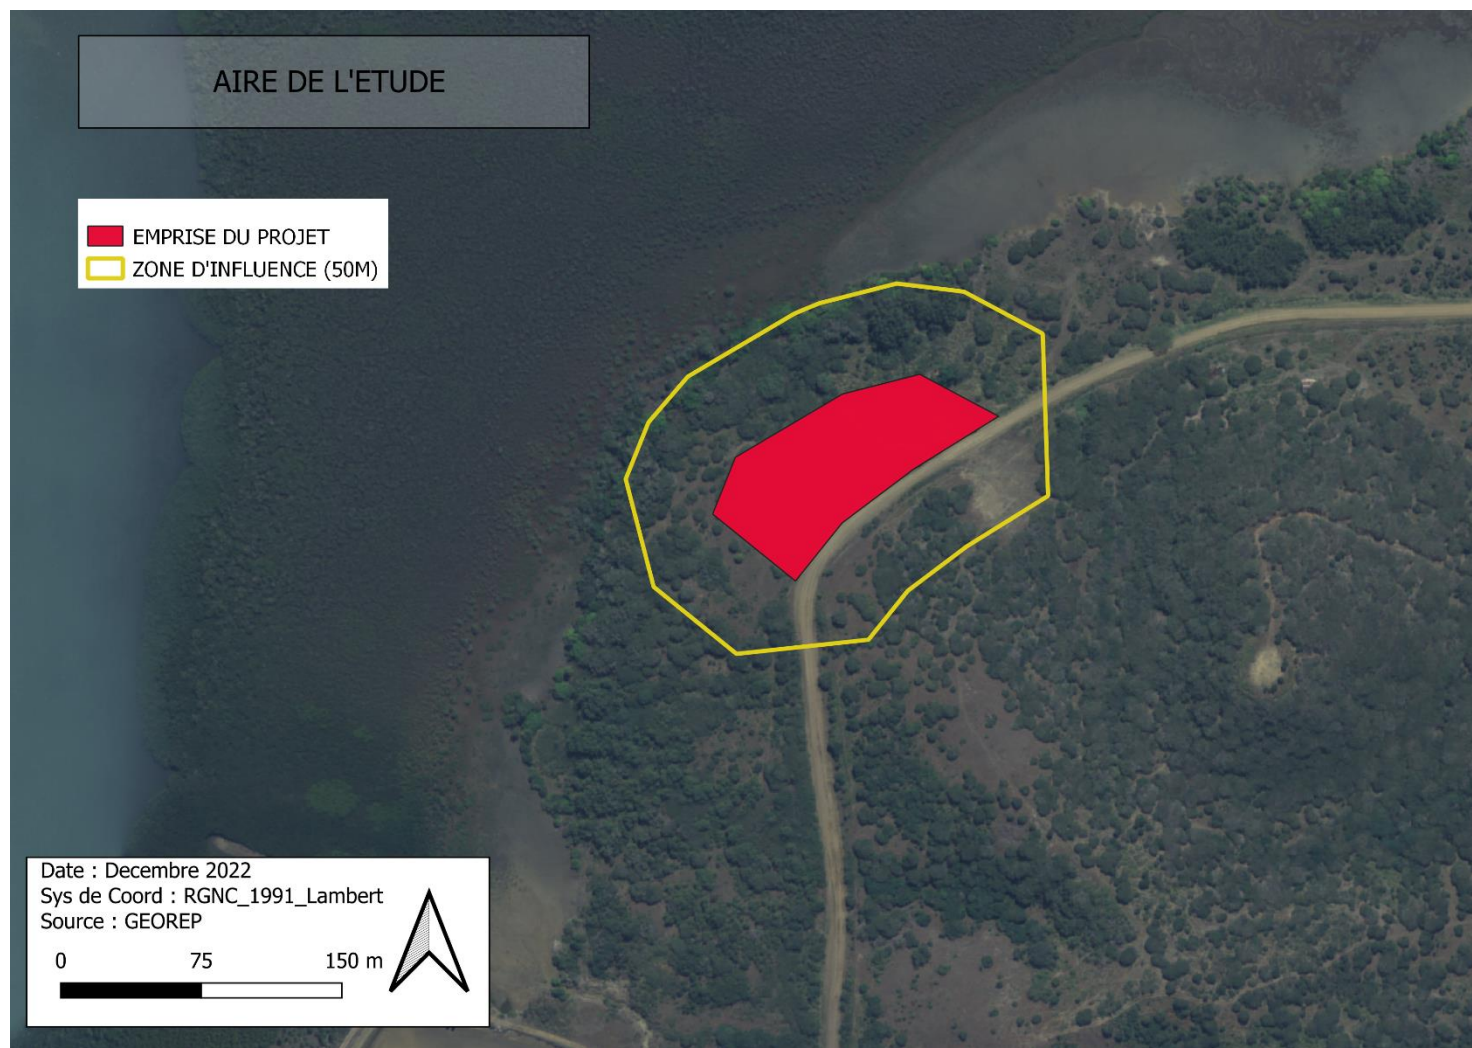 AIRE DE L'ETUDE
EMPRISE DU PROJET
ZONE D'INFLUENCE (50M)
Date : Decembre 2022
Sys de Coord : RGNC_1991_Lambert
Source : GEOREP
0 75 150 m